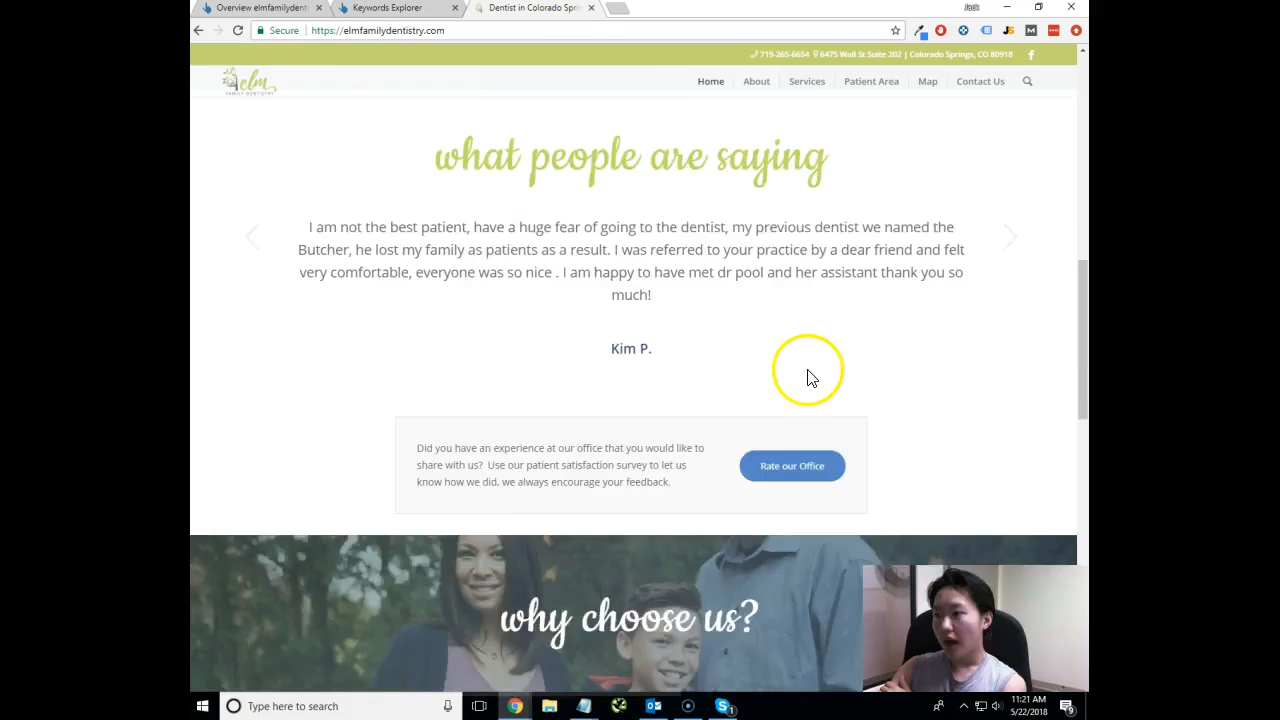 Overview elmfamilydenti
Keywords Explorer
Dentist in Colorado Spri
Jack
Secure
https://elmfamilydentistry.com
719-265-6654 6475 Wall St Suite 202 | Colorado Springs, CO 80918
elm
FAMILY DENTISTRY
Home About Services Patient Area Map Contact Us
what people are saying
I am not the best patient, have a huge fear of going to the dentist, my previous dentist we named the
Butcher, he lost my family as patients as a result. I was referred to your practice by a dear friend and felt
very comfortable, everyone was so nice . I am happy to have met dr pool and her assistant thank you so
much!
Kim P.
Did you have an experience at our office that you would like to
share with us? Use our patient satisfaction survey to let us
know how we did, we always encourage your feedback.
Rate our Office
why choose us?
Type here to search
11:21 AM
5/22/2018